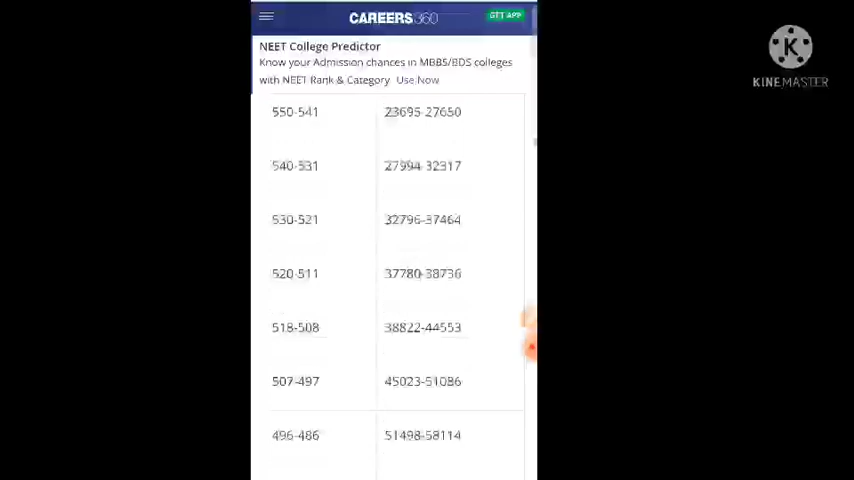 CAREERS360
GET APP
NEET College Predictor
Know your Admission chances in MBBS/BDS colleges
with NEET Rank & Category Use Now
550-541 23695-27650
540-531 27994-32317
530-521 32796-37464
520-511 37780-38736
518-508 38822-44553
507-497 45023-51086
496-486 51498-58114
K
KINEMASTER